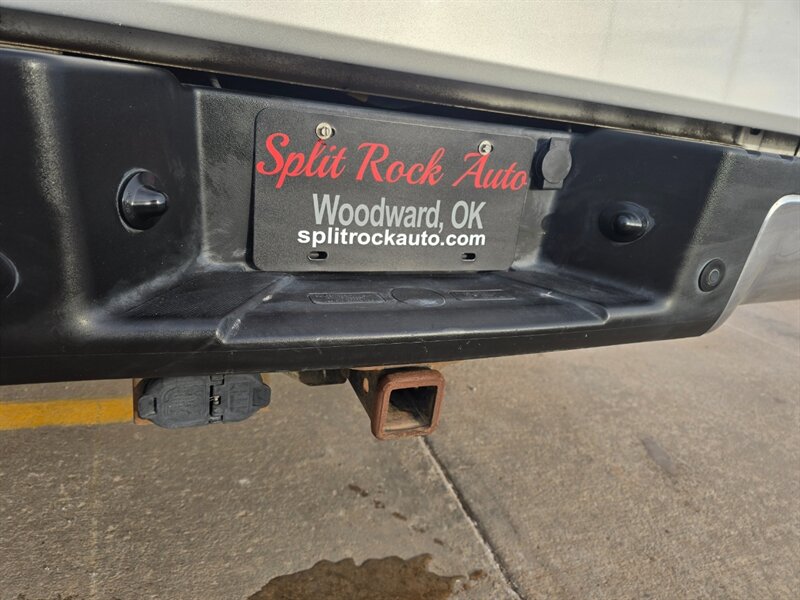 Split Rock Auto
Woodward, OK
splitrockauto.com